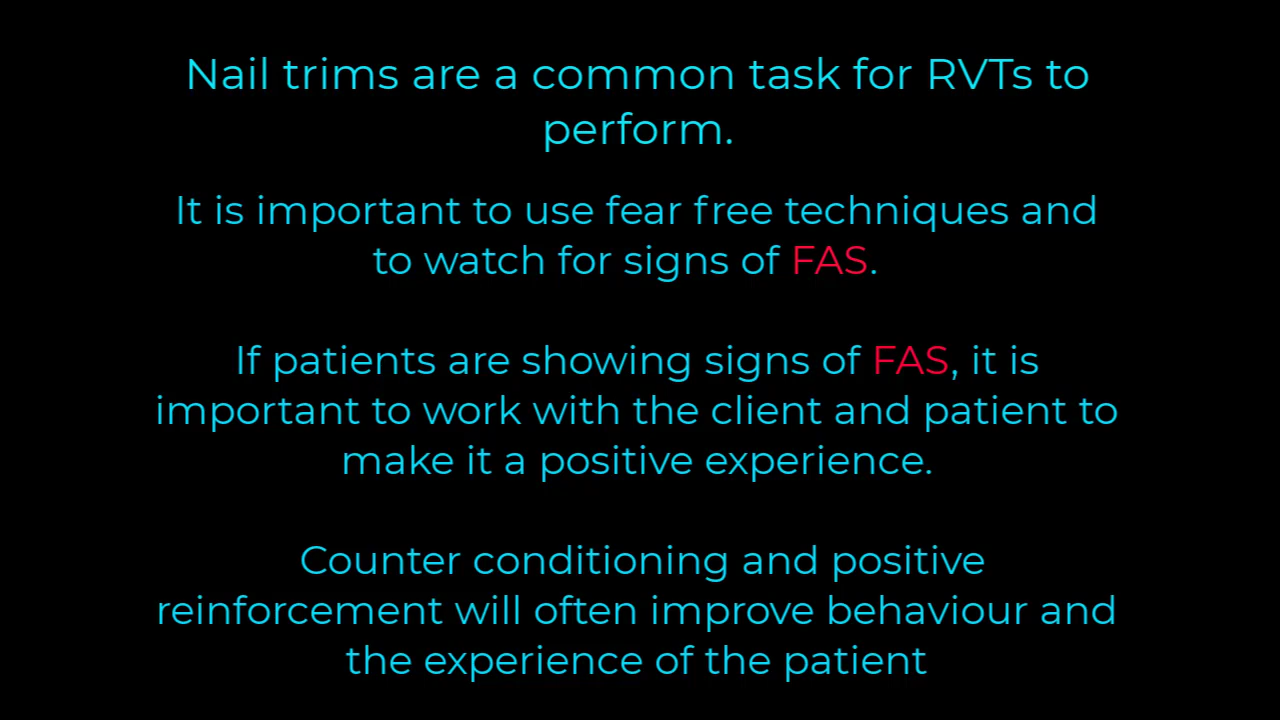 Nail trims are a common task for RVTs to
perform.
It is important to use fear free techniques and
to watch for signs of FAS.
If patients are showing signs of FAS, it is
important to work with the client and patient to
make it a positive experience.
Counter conditioning and positive
reinforcement will often improve behaviour and
the experience of the patient